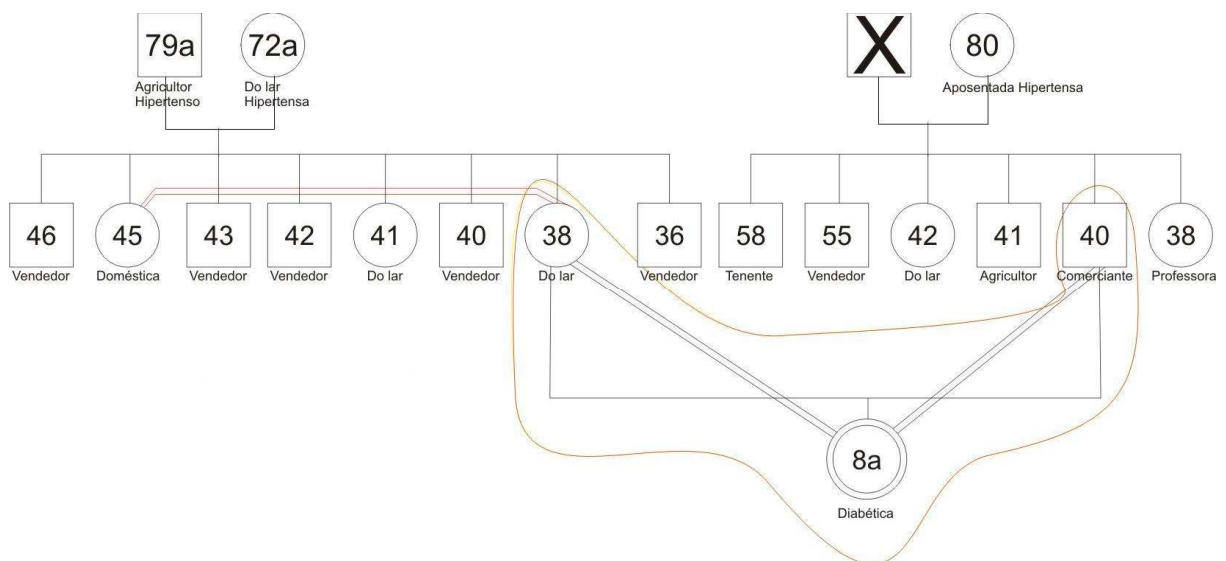 79a
72a
X
80
Agricultor
Hipertenso
Do lar
Hipertensa
Aposentada Hipertensa
46
45
43
42
41
40
38
36
58
55
42
41
40
38
Vendedor
Doméstica
Vendedor
Vendedor
Do lar
Vendedor
Do lar
Vendedor
Tenente
Vendedor
Do lar
Agricultor
Comerciante
Professora
8a
Diabética